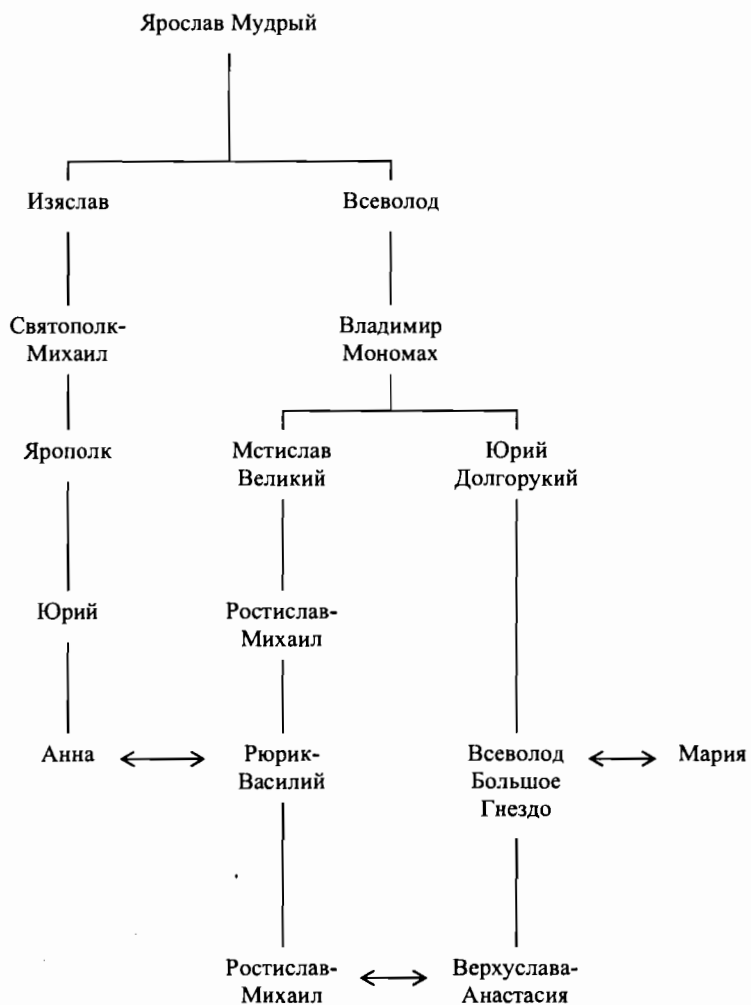 Ярослав Мудрый
Изяслав
Всеволод
Святополк-
Михаил
Владимир
Мономах
Ярополк
Мстислав
Великий
Юрий
Долгорукий
Юрий
Ростислав-
Михаил
Анна
Рюрик-
Василий
Всеволод
Большое
Гнездо
Мария
Ростислав-
Михаил
Верхуслава-
Анастасия